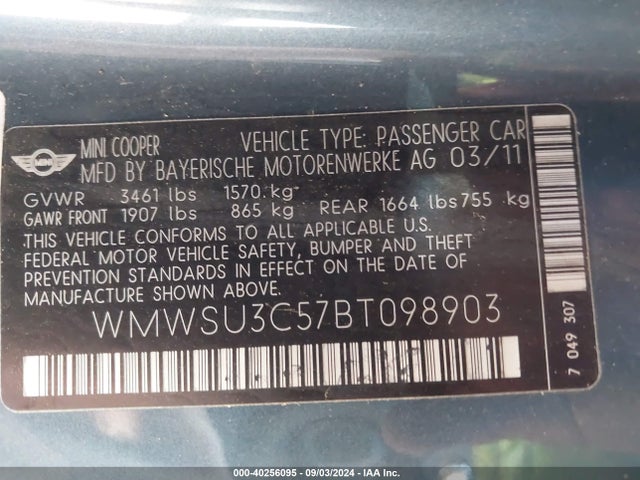 MINI
MINI COOPER VEHICLE TYPE: PASSENGER CAR
MFD BY BAYERISCHE MOTORENWERKE AG 03/11
GVWR 3461 lbs 1570 kg
GAWR FRONT 1907 lbs 865 kg REAR 1664 lbs 755 kg
THIS VEHICLE CONFORMS TO ALL APPLICABLE U.S.
FEDERAL MOTOR VEHICLE SAFETY, BUMPER AND THEFT
PREVENTION STANDARDS IN EFFECT ON THE DATE OF
MANUFACTURE SHOWN ABOVE.
WMWSU3C57BT098903
7 049 307
000-40256095 - 09/03/2024 - IAA Inc.